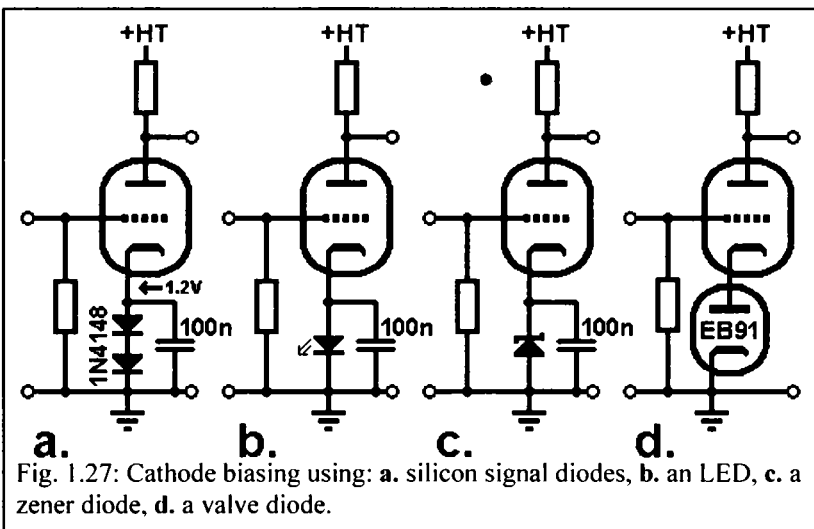 +HT +HT +HT +HT
←1.2V
1N4148 100n 100n 100n EB91
a. b. c. d.
Fig. 1.27: Cathode biasing using: a. silicon signal diodes, b. an LED, c. a
zener diode, d. a valve diode.